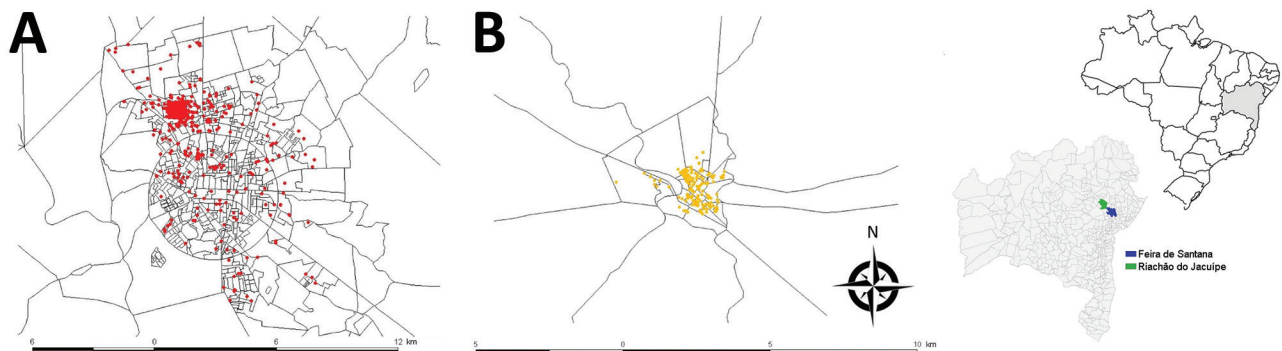 A
B
N
Feira de Santana
Riachão do Jacuípe
6 0 6 12 km
5 0 5 10 km